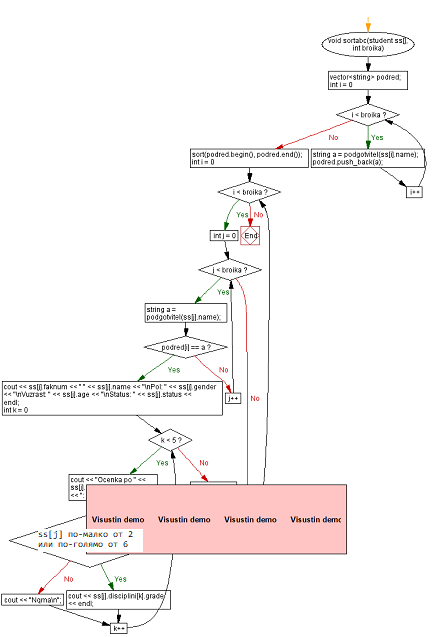 void sortabc(student ss[],
int broika)
vector<string> podred;
int i = 0
i < broika ?
No
Yes
sort(podred.begin(), podred.end());
int i = 0
string a = podgotvitel(ss[i].name);
podred.push_back(a);
i++
i < broika ?
Yes
No
int j = 0
End
j < broika ?
Yes
string a =
podgotvitel(ss[j].name);
podred[i] == a ?
No
Yes
cout << ss[j].faknum << " " << ss[j].name << "\nPol: " << ss[j].gender
<< "\nVuzrast: " << ss[j].age << "\nStatus: " << ss[j].status <<
endl;
int k = 0
j++
No
k < 5 ?
Yes
No
cout << "Ocenka po " <<
Visustin demo Visustin demo Visustin demo Visustin demo
ss[j] по-малко от 2
или по-голямо от 6
No
Yes
cout << "Nqma\n";
cout << ss[j].disciplini[k].grade
<< endl;
k++